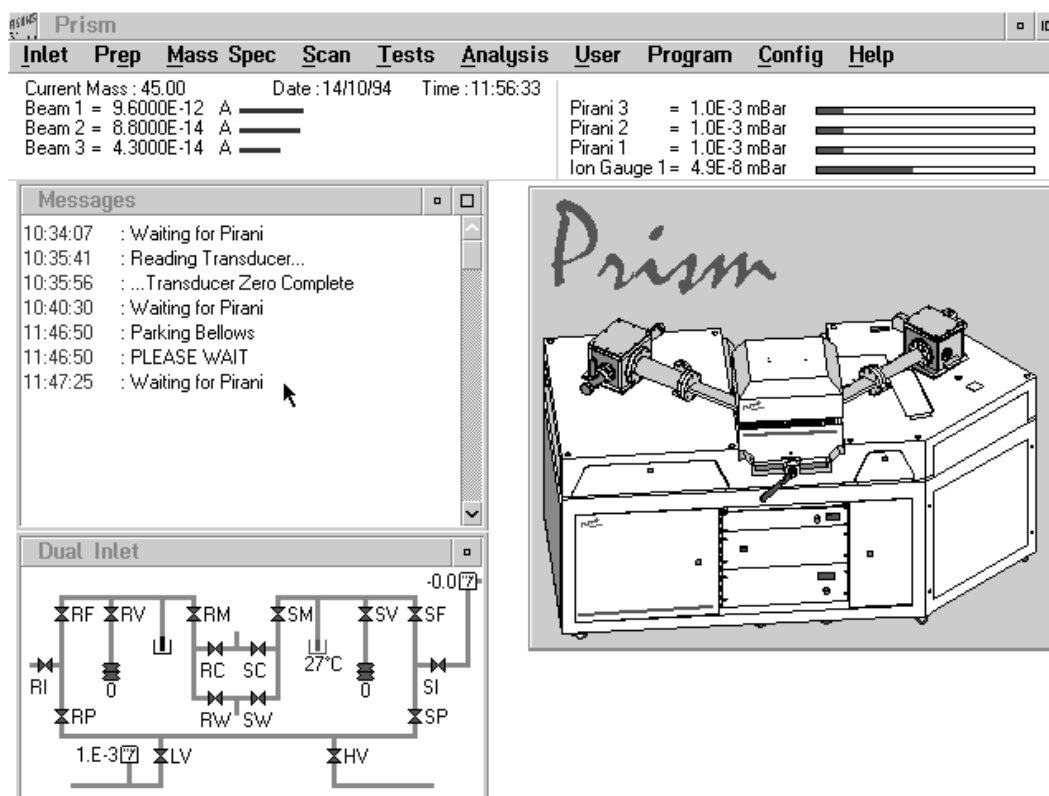 Prism
Inlet Prep Mass Spec Scan Tests Analysis User Program Config Help
Current Mass : 45.00 Date : 14/10/94 Time : 11:56:33
Beam 1 = 9.6000E-12 A
Beam 2 = 8.8000E-14 A
Beam 3 = 4.3000E-14 A
Pirani 3 = 1.0E-3 mBar
Pirani 2 = 1.0E-3 mBar
Pirani 1 = 1.0E-3 mBar
Ion Gauge 1 = 4.9E-8 mBar
Messages
10:34:07 : Waiting for Pirani
10:35:41 : Reading Transducer...
10:35:56 : ...Transducer Zero Complete
10:40:30 : Waiting for Pirani
11:46:50 : Parking Bellows
11:46:50 : PLEASE WAIT
11:47:25 : Waiting for Pirani
Prism
Dual Inlet
-0.0
RF RV RM SM SV SF
RC SC 27°C
RI 0 0 SI
RW SW
RP SP
1.E-3 LV HV